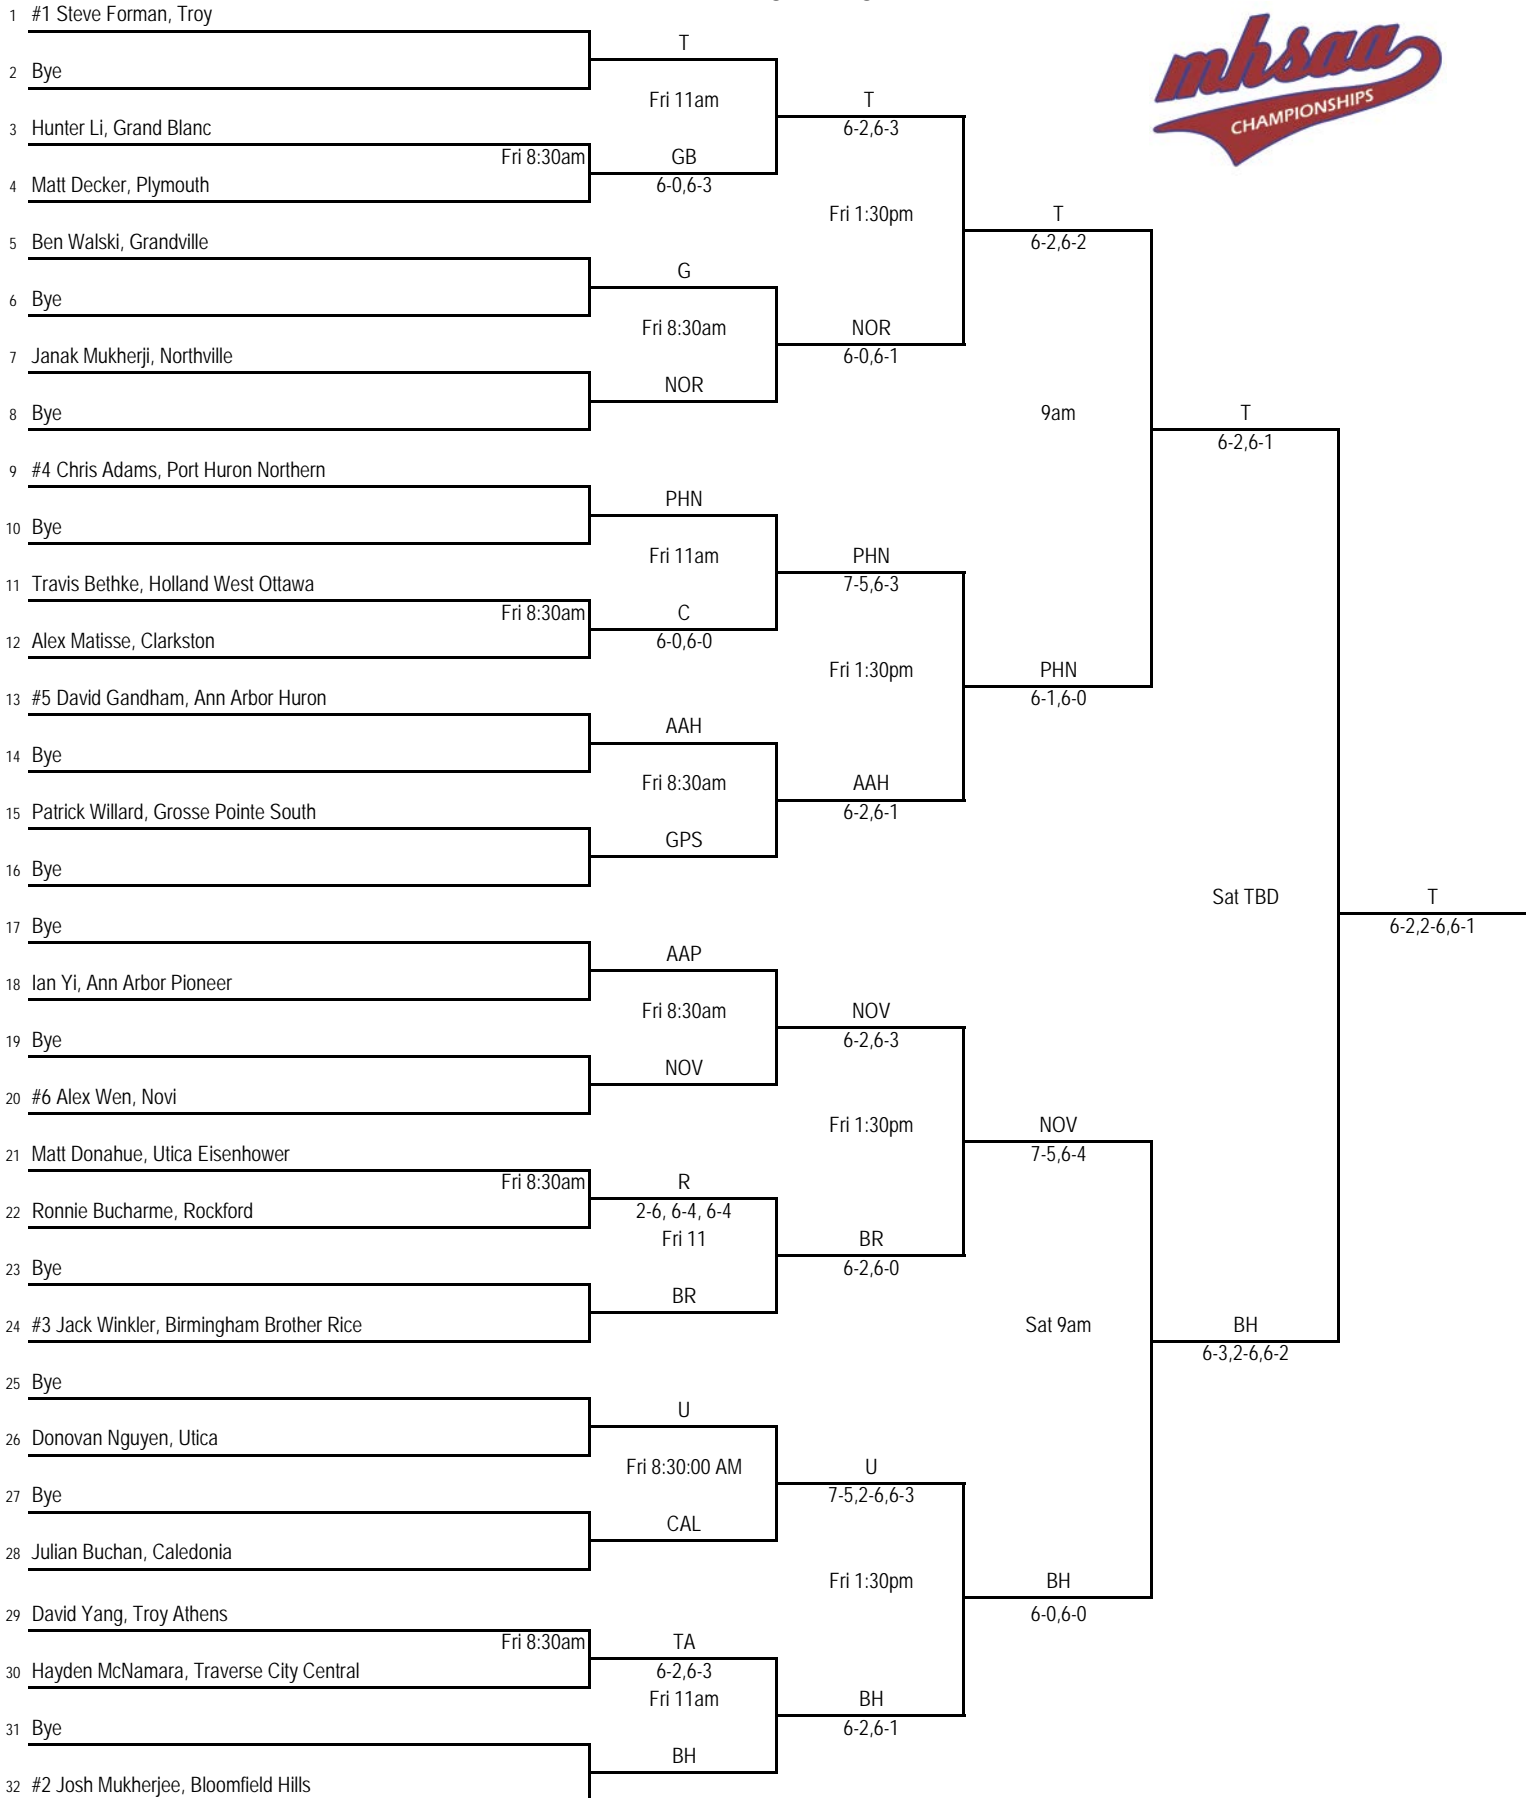 1 #1 Steve Forman, Troy
T
2 Bye
Fri 11am
T
3 Hunter Li, Grand Blanc
6-2,6-3
Fri 8:30am
GB
4 Matt Decker, Plymouth
6-0,6-3
Fri 1:30pm
T
5 Ben Walski, Grandville
6-2,6-2
G
6 Bye
Fri 8:30am
NOR
7 Janak Mukherji, Northville
6-0,6-1
NOR
8 Bye
9am
T
6-2,6-1
9 #4 Chris Adams, Port Huron Northern
PHN
10 Bye
Fri 11am
PHN
11 Travis Bethke, Holland West Ottawa
7-5,6-3
Fri 8:30am
C
12 Alex Matisse, Clarkston
6-0,6-0
Fri 1:30pm
PHN
13 #5 David Gandham, Ann Arbor Huron
6-1,6-0
AAH
14 Bye
Fri 8:30am
AAH
15 Patrick Willard, Grosse Pointe South
6-2,6-1
GPS
16 Bye
Sat TBD
T
17 Bye
6-2,2-6,6-1
AAP
18 Ian Yi, Ann Arbor Pioneer
Fri 8:30am
NOV
19 Bye
6-2,6-3
NOV
20 #6 Alex Wen, Novi
Fri 1:30pm
NOV
21 Matt Donahue, Utica Eisenhower
7-5,6-4
Fri 8:30am
R
22 Ronnie Bucharme, Rockford
2-6, 6-4, 6-4
Fri 11
BR
23 Bye
6-2,6-0
BR
24 #3 Jack Winkler, Birmingham Brother Rice
Sat 9am
BH
6-3,2-6,6-2
25 Bye
U
26 Donovan Nguyen, Utica
Fri 8:30:00 AM
U
27 Bye
7-5,2-6,6-3
CAL
28 Julian Buchan, Caledonia
Fri 1:30pm
BH
29 David Yang, Troy Athens
6-0,6-0
Fri 8:30am
TA
30 Hayden McNamara, Traverse City Central
6-2,6-3
Fri 11am
BH
31 Bye
6-2,6-1
BH
32 #2 Josh Mukherjee, Bloomfield Hills
mhsaa
CHAMPIONSHIPS